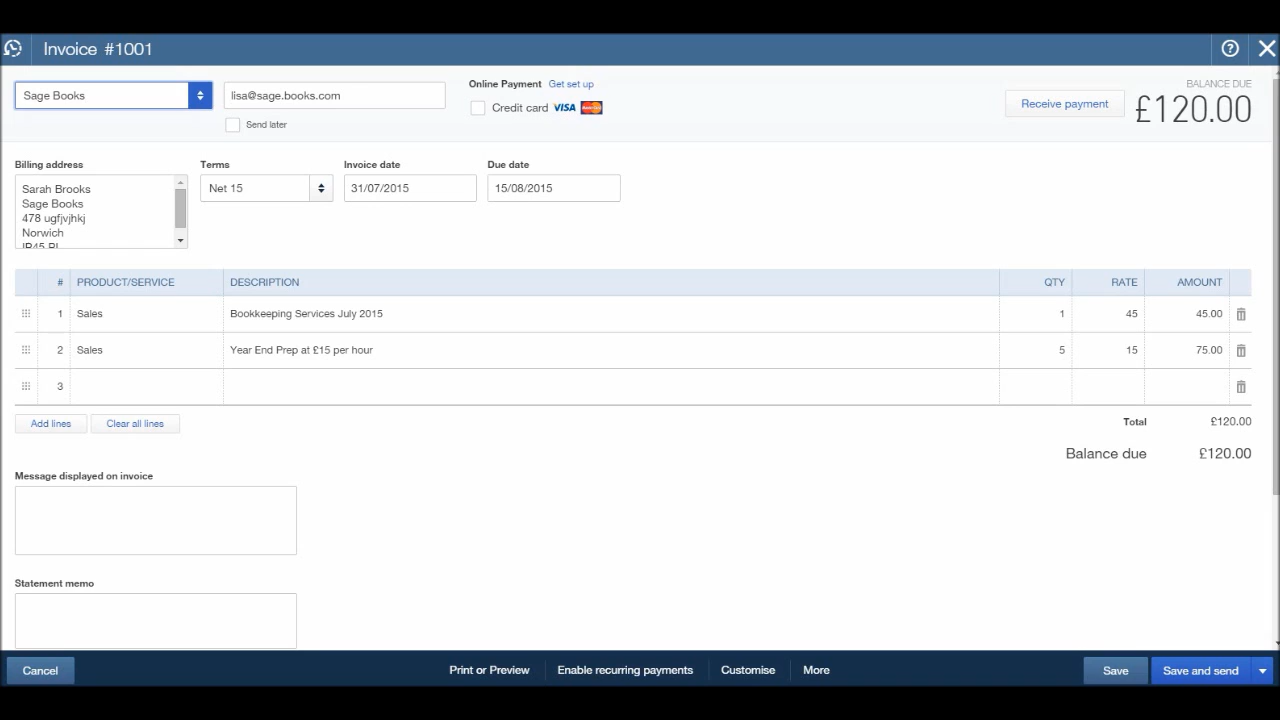 Invoice #1001
Sage Books
lisa@sage.books.com
Send later
Online Payment Get set up
Credit card VISA MasterCard
Receive payment
BALANCE DUE
£120.00
Billing address
Sarah Brooks
Sage Books
478 ugfjvjhkj
Norwich
Terms
Net 15
Invoice date
31/07/2015
Due date
15/08/2015
# PRODUCT/SERVICE DESCRIPTION QTY RATE AMOUNT
1 Sales Bookkeeping Services July 2015 1 45 45.00
2 Sales Year End Prep at £15 per hour 5 15 75.00
3
Add lines Clear all lines
Total £120.00
Balance due £120.00
Message displayed on invoice
Statement memo
Cancel Print or Preview Enable recurring payments Customise More Save Save and send